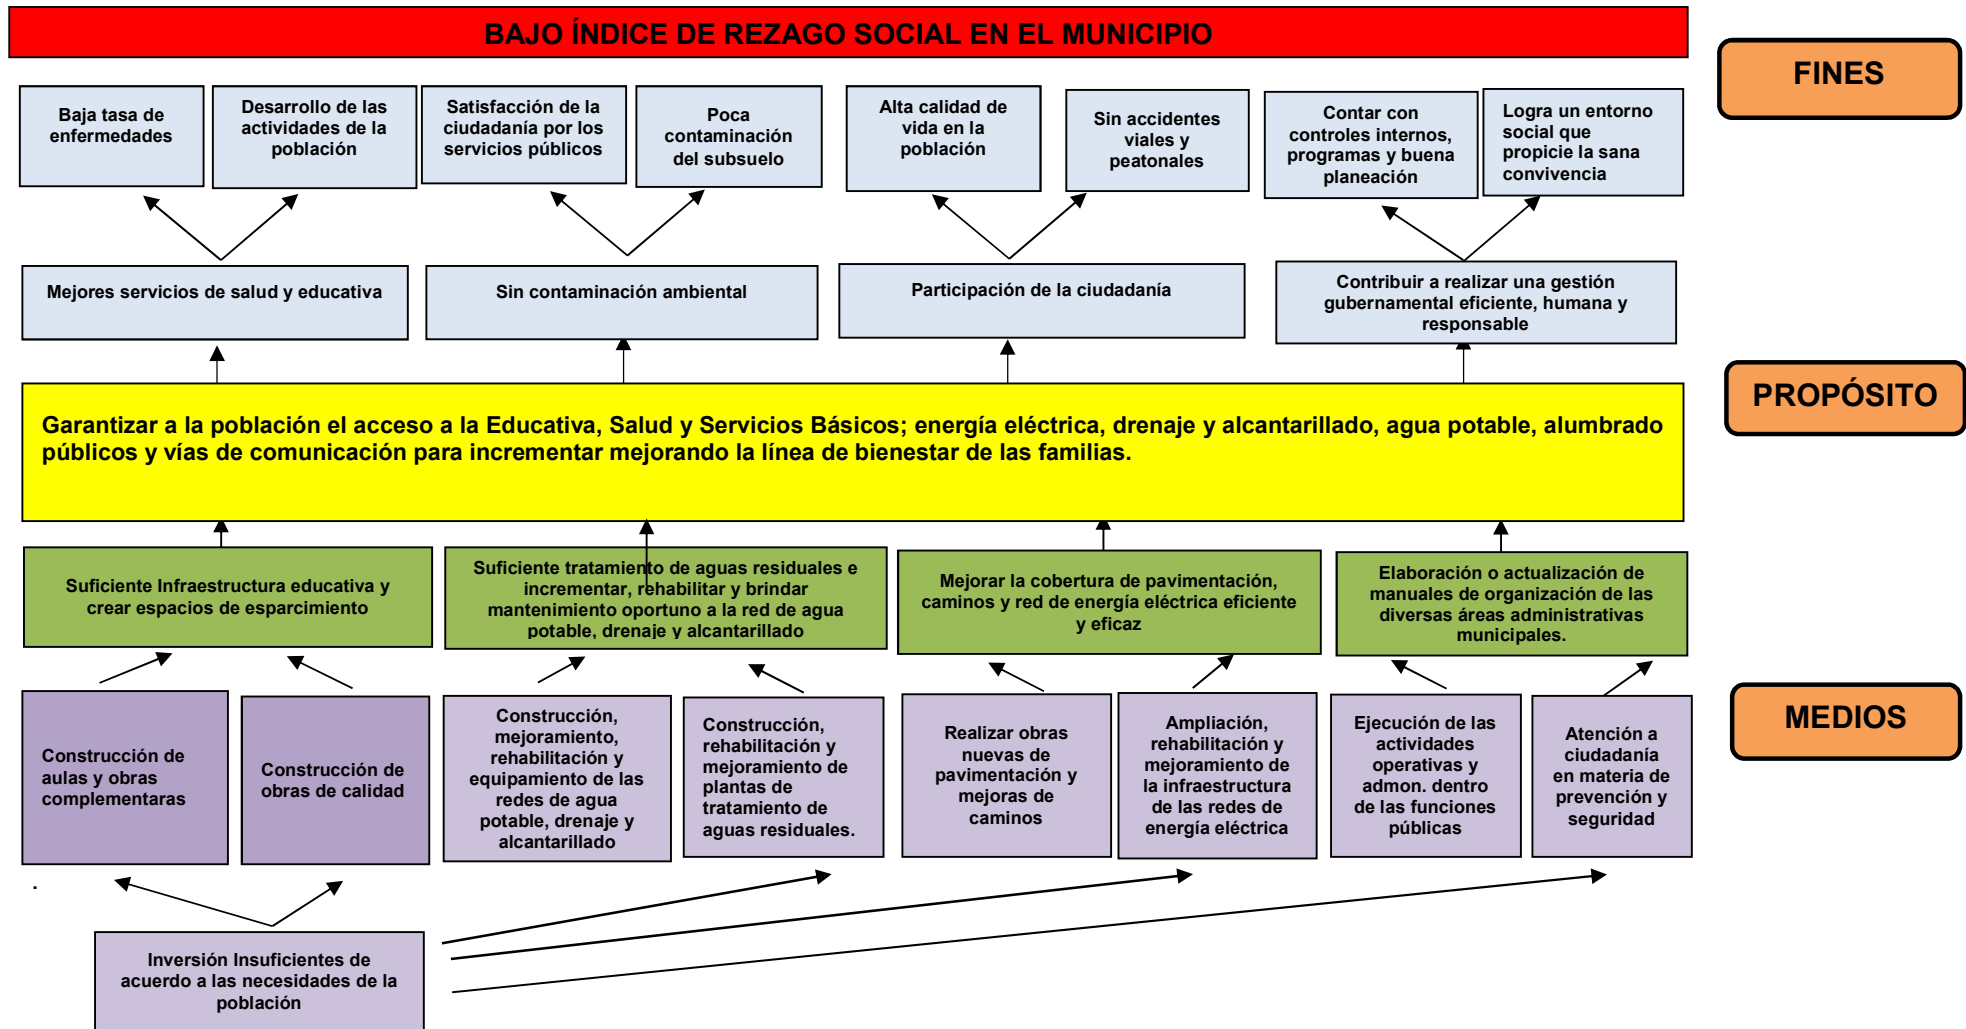 BAJO ÍNDICE DE REZAGO SOCIAL EN EL MUNICIPIO
FINES
Baja tasa de
enfermedades
Desarrollo de las
actividades de la
población
Satisfacción de la
ciudadanía por los
servicios públicos
Poca
contaminación
del subsuelo
Alta calidad de
vida en la
población
Sin accidentes
viales y
peatonales
Contar con
controles internos,
programas y buena
planeación
Logra un entorno
social que
propicie la sana
convivencia
Mejores servicios de salud y educativa
Sin contaminación ambiental
Participación de la ciudadanía
Contribuir a realizar una gestión
gubernamental eficiente, humana y
responsable
PROPÓSITO
Garantizar a la población el acceso a la Educativa, Salud y Servicios Básicos; energía eléctrica, drenaje y alcantarillado, agua potable, alumbrado
públicos y vías de comunicación para incrementar mejorando la línea de bienestar de las familias.
Suficiente Infraestructura educativa y
crear espacios de esparcimiento
Suficiente tratamiento de aguas residuales e
incrementar, rehabilitar y brindar
mantenimiento oportuno a la red de agua
potable, drenaje y alcantarillado
Mejorar la cobertura de pavimentación,
caminos y red de energía eléctrica eficiente
y eficaz
Elaboración o actualización de
manuales de organización de las
diversas áreas administrativas
municipales.
MEDIOS
Construcción de
aulas y obras
complementaras
Construcción de
obras de calidad
Construcción,
mejoramiento,
rehabilitación y
equipamiento de las
redes de agua
potable, drenaje y
alcantarillado
Construcción,
rehabilitación y
mejoramiento de
plantas de
tratamiento de
aguas residuales.
Realizar obras
nuevas de
pavimentación y
mejoras de
caminos
Ampliación,
rehabilitación y
mejoramiento de
la infraestructura
de las redes de
energía eléctrica
Ejecución de las
actividades
operativas y
admon. dentro
de las funciones
públicas
Atención a
ciudadanía
en materia de
prevención y
seguridad
.
Inversión Insuficientes de
acuerdo a las necesidades de la
población